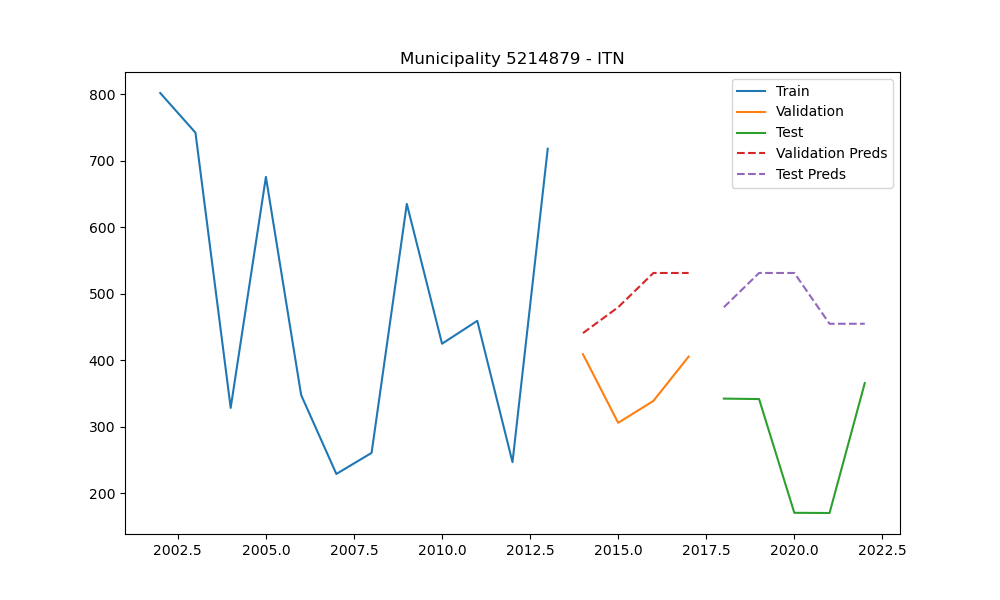 Municipality 5214879 - ITN
Train
Validation
Test
Validation Preds
Test Preds
800
700
600
500
400
300
200
2002.5 2005.0 2007.5 2010.0 2012.5 2015.0 2017.5 2020.0 2022.5